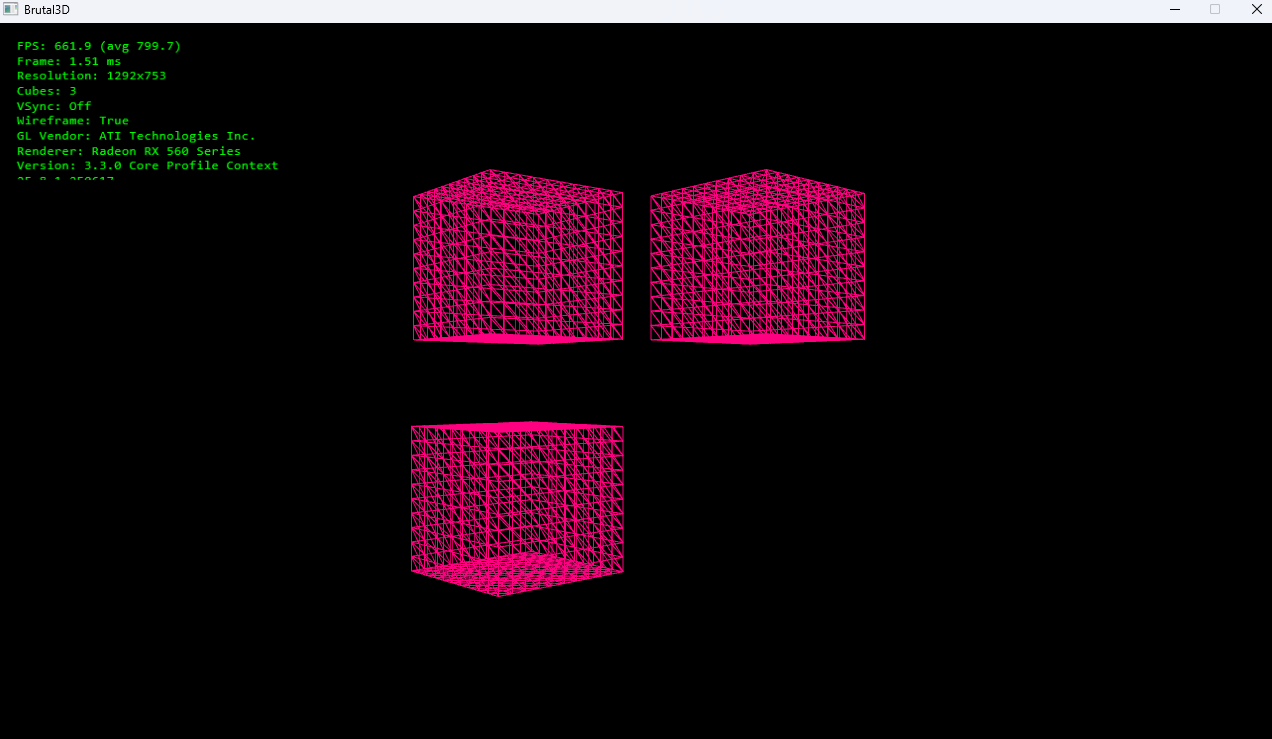 Brutal3D
FPS: 661.9 (avg 799.7)
Frame: 1.51 ms
Resolution: 1292x753
Cubes: 3
VSync: Off
Wireframe: True
GL Vendor: ATI Technologies Inc.
Renderer: Radeon RX 560 Series
Version: 3.3.0 Core Profile Context